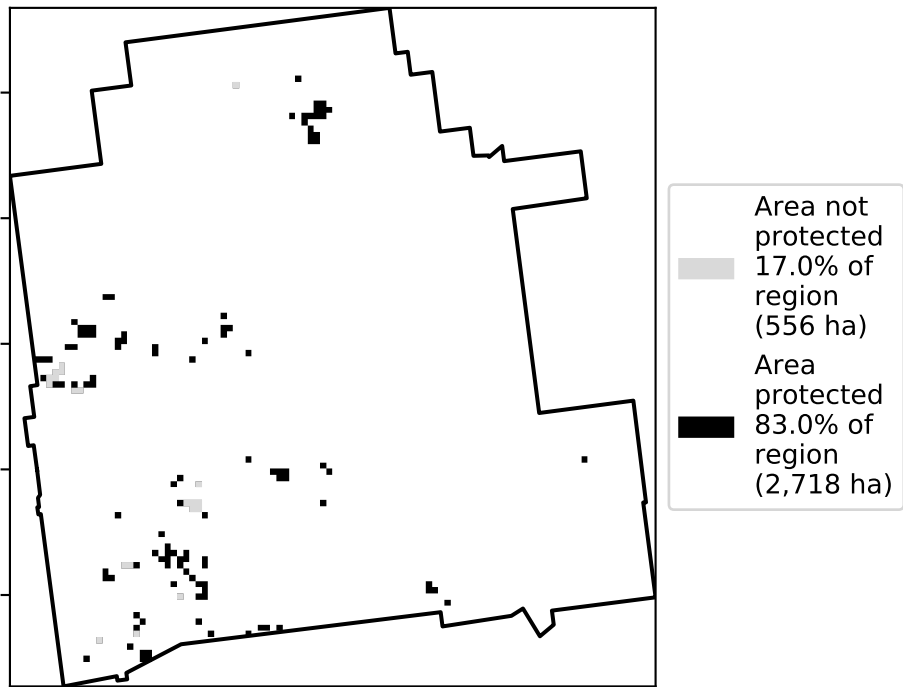 Area not
protected
17.0% of
region
(556 ha)
Area
protected
83.0% of
region
(2,718 ha)